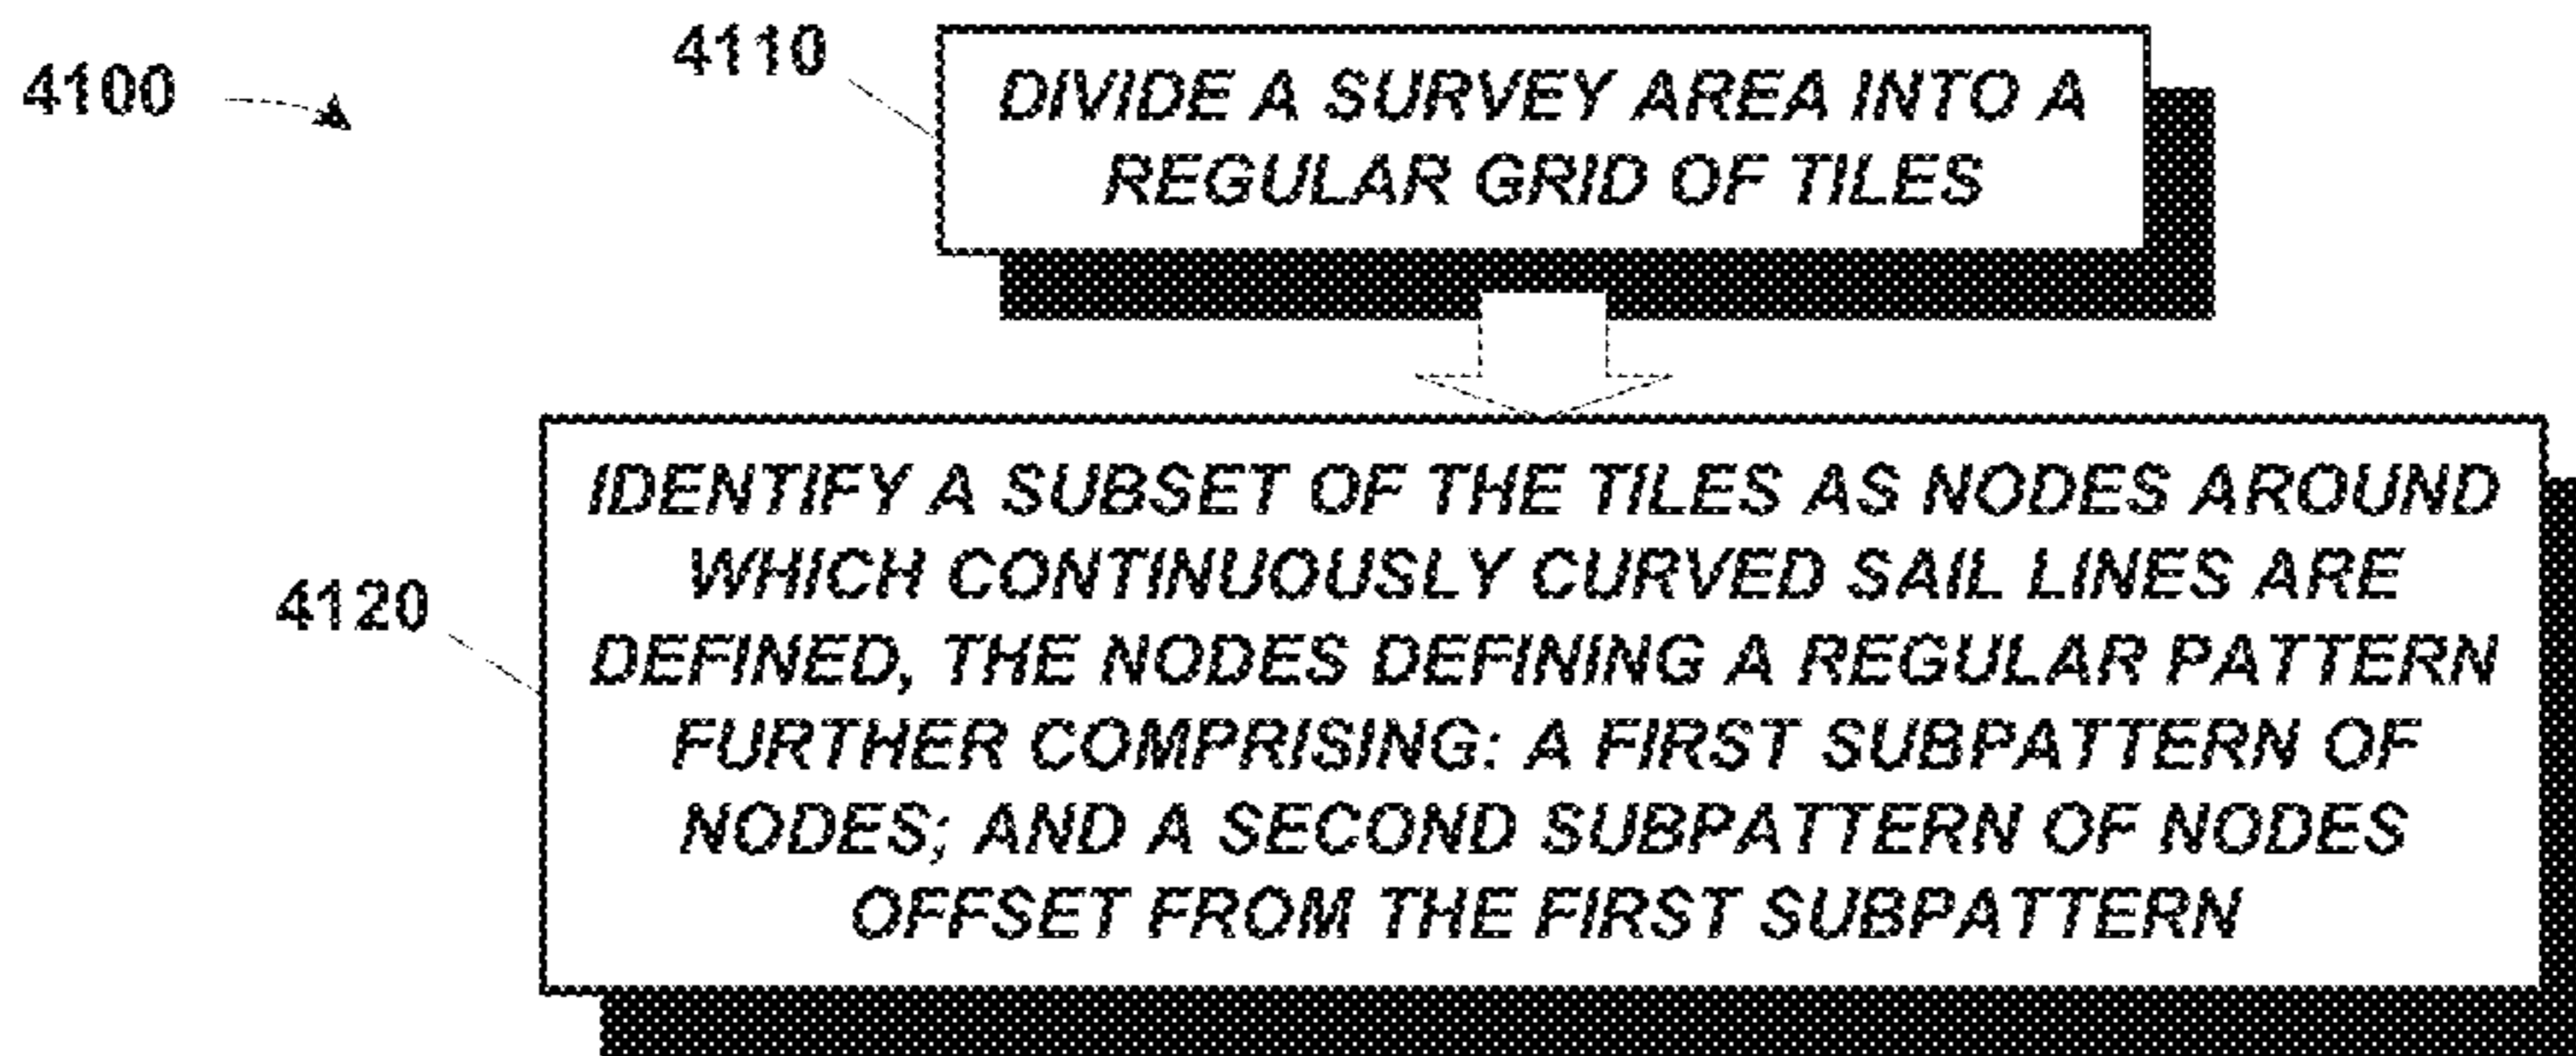 4100
4110
DIVIDE A SURVEY AREA INTO A
REGULAR GRID OF TILES
4120
IDENTIFY A SUBSET OF THE TILES AS NODES AROUND
WHICH CONTINUOUSLY CURVED SAIL LINES ARE
DEFINED, THE NODES DEFINING A REGULAR PATTERN
FURTHER COMPRISING: A FIRST SUBPATTERN OF
NODES; AND A SECOND SUBPATTERN OF NODES
OFFSET FROM THE FIRST SUBPATTERN